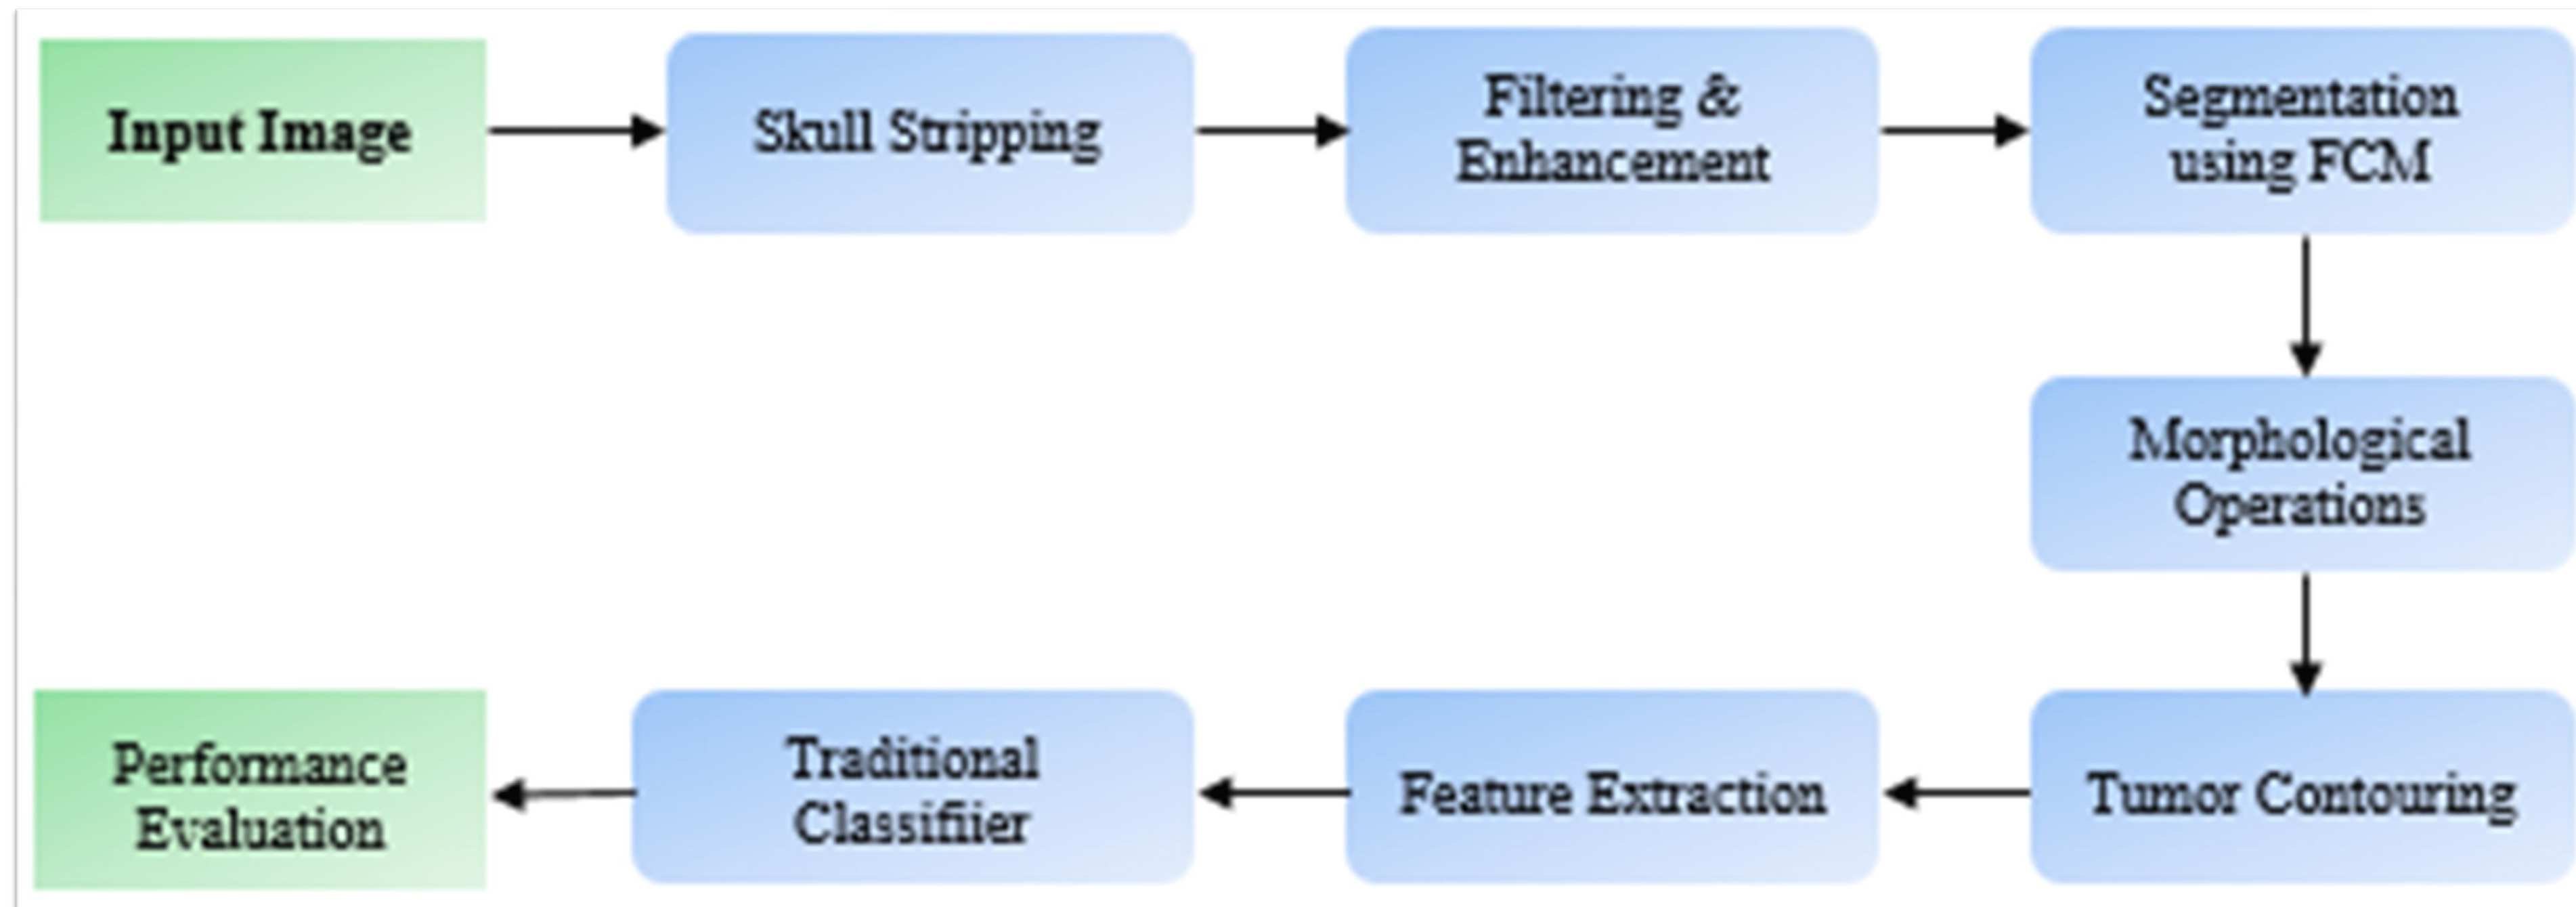 Input Image
Skull Stripping
Filtering &
Enhancement
Segmentation
using FCM
Morphological
Operations
Tumor Contouring
Feature Extraction
Traditional
Classifiier
Performance
Evaluation